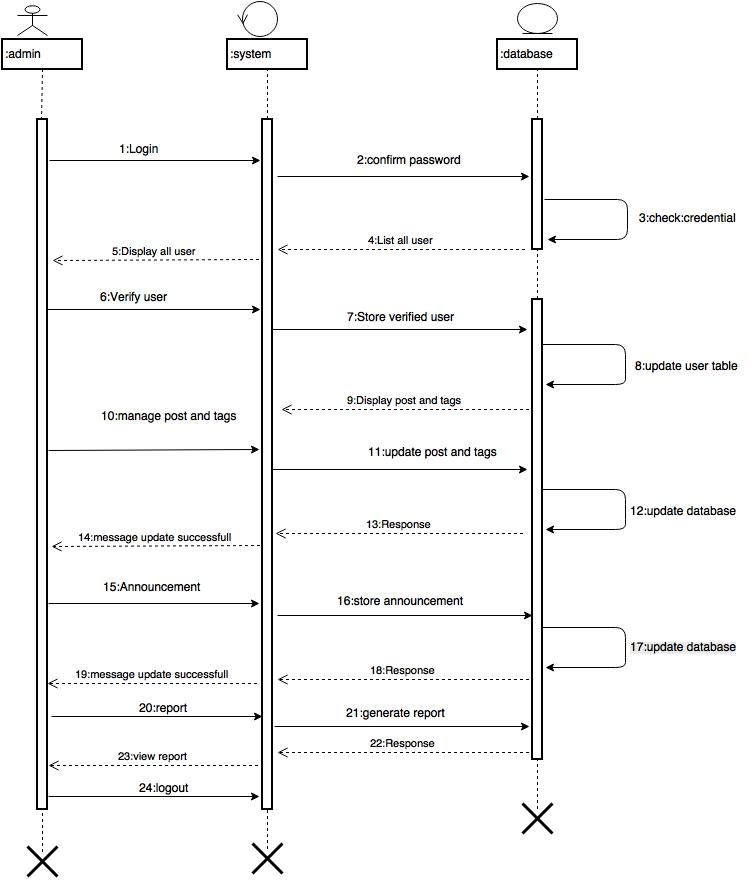 :admin
:system
:database
1:Login
2:confirm password
3:check:credential
4:List all user
5:Display all user
6:Verify user
7:Store verified user
8:update user table
9:Display post and tags
10:manage post and tags
11:update post and tags
12:update database
13:Response
14:message update successfull
15:Announcement
16:store announcement
17:update database
18:Response
19:message update successfull
20:report
21:generate report
22:Response
23:view report
24:logout